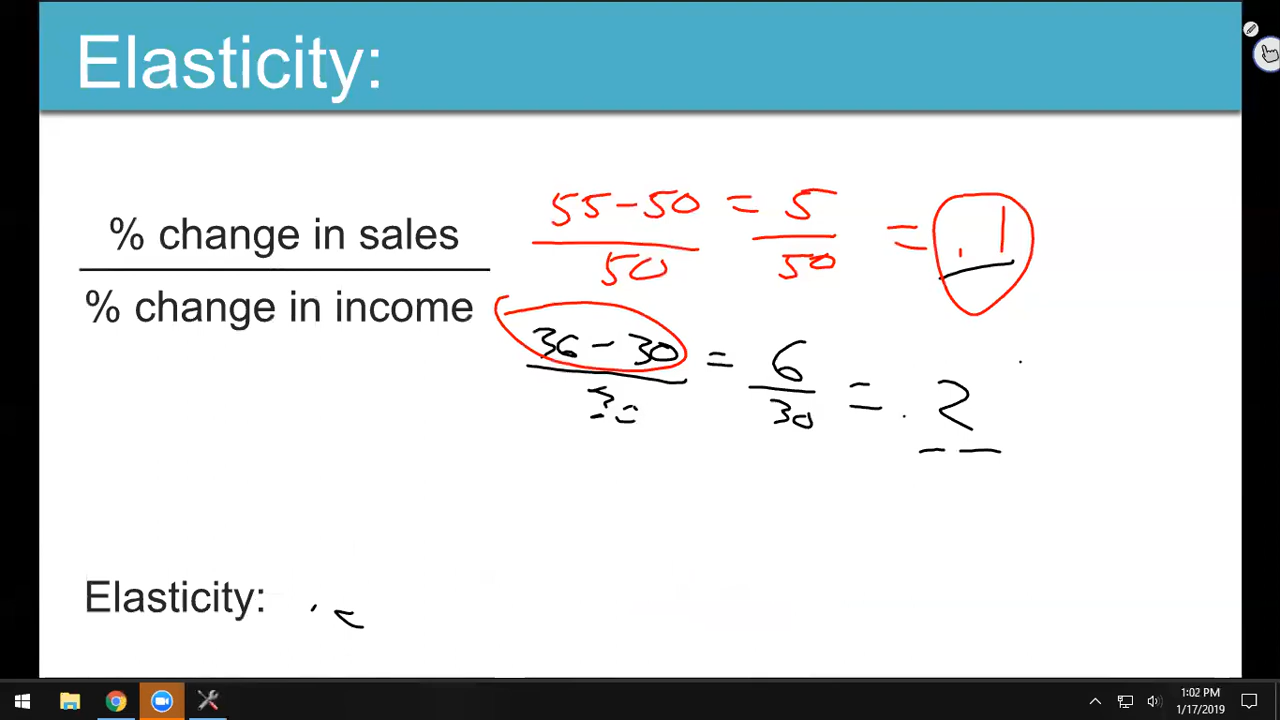 Elasticity:
% change in sales
% change in income
55-50 = 5 = .1
50 50
36-30 = 6 = .2
30 30
Elasticity: .
1:02 PM
1/17/2019